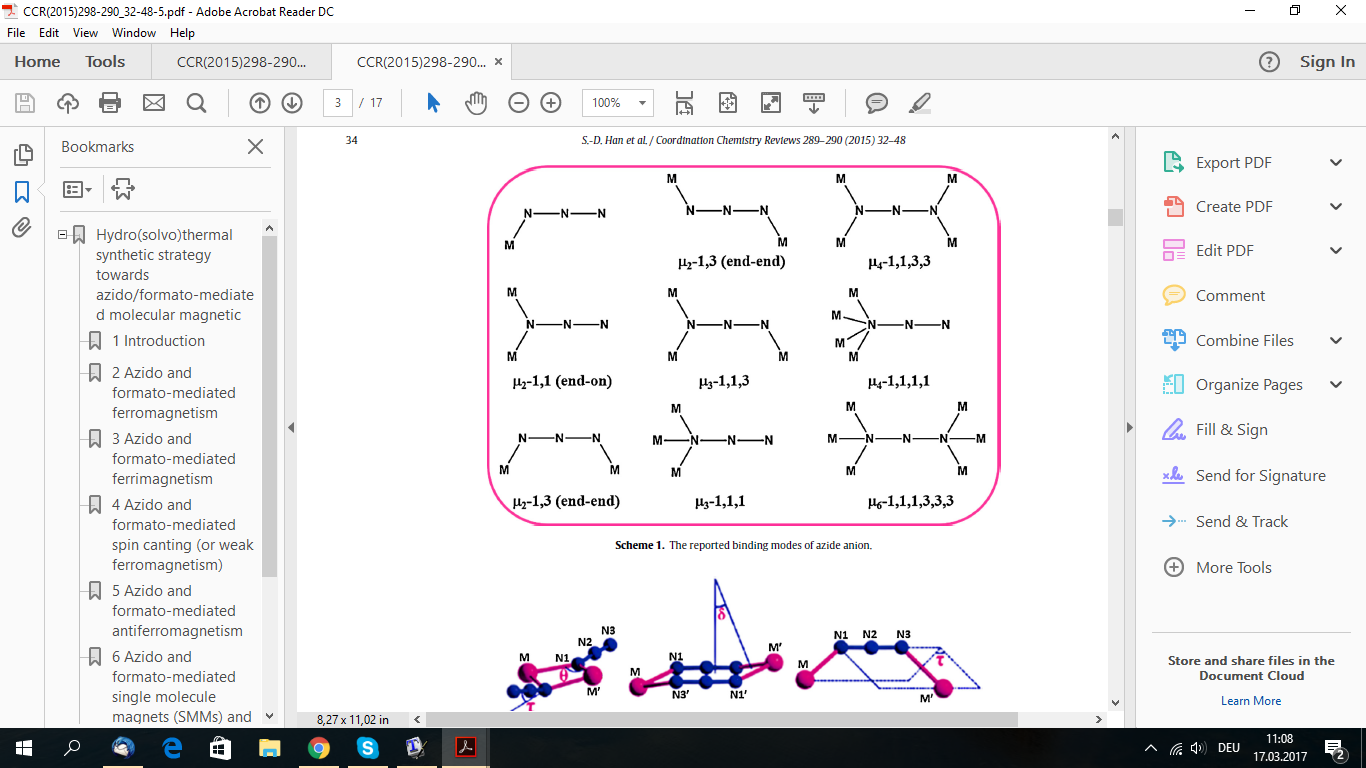 CCR(2015)298-290_32-48-5.pdf - Adobe Acrobat Reader DC
File Edit View Window Help
Home Tools CCR(2015)298-290... CCR(2015)298-290... × ? Sign In
3 / 17 100%
Bookmarks
Hydro(solvo)thermal
synthetic strategy
towards
azido/formato-mediate
d molecular magnetic
1 Introduction
2 Azido and
formato-mediated
ferromagnetism
3 Azido and
formato-mediated
ferrimagnetism
4 Azido and
formato-mediated
spin canting (or weak
ferromagnetism)
5 Azido and
formato-mediated
antiferromagnetism
6 Azido and
formato-mediated
single molecule
magnets (SMMs) and
34 S.-D. Han et al. / Coordination Chemistry Reviews 289–290 (2015) 32–48
M M M
N N N N N N N N N
M M M M
μ2-1,3 (end-end) μ4-1,1,3,3
M M M
M
N N N N N N N N N
M
M M M M
μ2-1,1 (end-on) μ3-1,1,3 μ4-1,1,1,1
M M M
N N N M N N N M N N N M
M M M M M
μ2-1,3 (end-end) μ3-1,1,1 μ6-1,1,1,3,3,3
Scheme 1. The reported binding modes of azide anion.
M N1 N2 N3 θ M' τ
δ M N1 M' N3' N1'
N1 N2 N3 M τ M'
8,27 x 11,02 in
Export PDF
Create PDF
Edit PDF
Comment
Combine Files
Organize Pages
Fill & Sign
Send for Signature
Send & Track
More Tools
Store and share files in the
Document Cloud
Learn More
DEU 11:08
17.03.2017 2